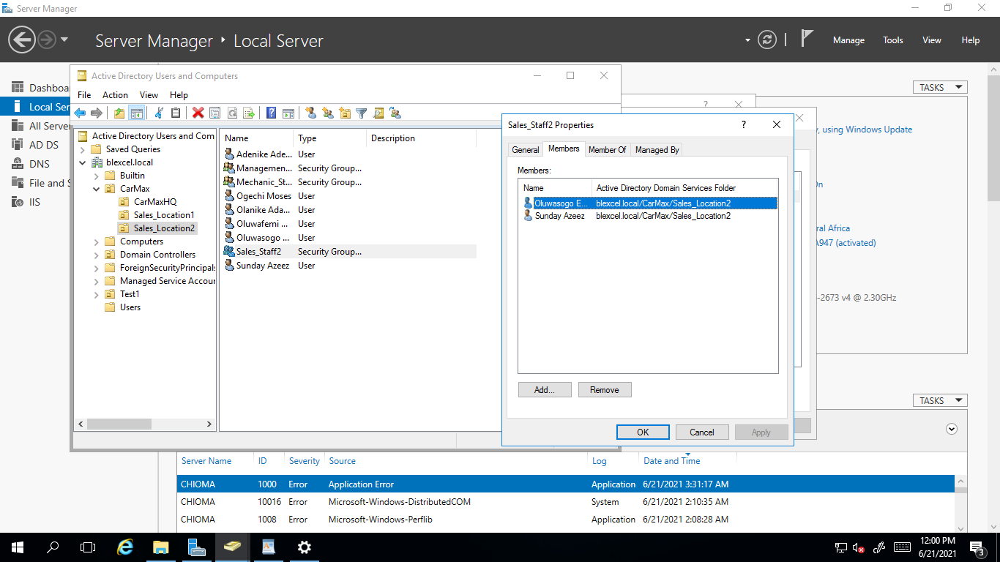 Server Manager
Server Manager Local Server
Manage Tools View Help
Dashboa
Local Ser
All Server
AD DS
DNS
File and S
IIS
Active Directory Users and Computers
File Action View Help
Active Directory Users and Com
Saved Queries
blexcel.local
Builtin
CarMax
CarMaxHQ
Sales_Location1
Sales_Location2
Computers
Domain Controllers
ForeignSecurityPrincipals
Managed Service Accour
Test1
Users
Name Type Description
Adenike Ade... User
Managemen... Security Group...
Mechanic_St... Security Group...
Ogechi Moses User
Olanike Ada... User
Oluwafemi ... User
Oluwasogo ... User
Sales_Staff2 Security Group...
Sunday Azeez User
?
Sales_Staff2 Properties ?
General Members Member Of Managed By
Members:
Name Active Directory Domain Services Folder
Oluwasogo E... blexcel.local/CarMax/Sales_Location2
Sunday Azeez blexcel.local/CarMax/Sales_Location2
Add... Remove
OK Cancel Apply
TASKS
, using Windows Update
On
ral Africa
A947 (activated)
-2673 v4 @ 2.30GHz
TASKS
Server Name ID Severity Source Log Date and Time
CHIOMA 1000 Error Application Error Application 6/21/2021 3:31:17 AM
CHIOMA 10016 Error Microsoft-Windows-DistributedCOM System 6/21/2021 2:10:35 AM
CHIOMA 1008 Error Microsoft-Windows-Perflib Application 6/21/2021 2:08:28 AM
12:00 PM
6/21/2021
3